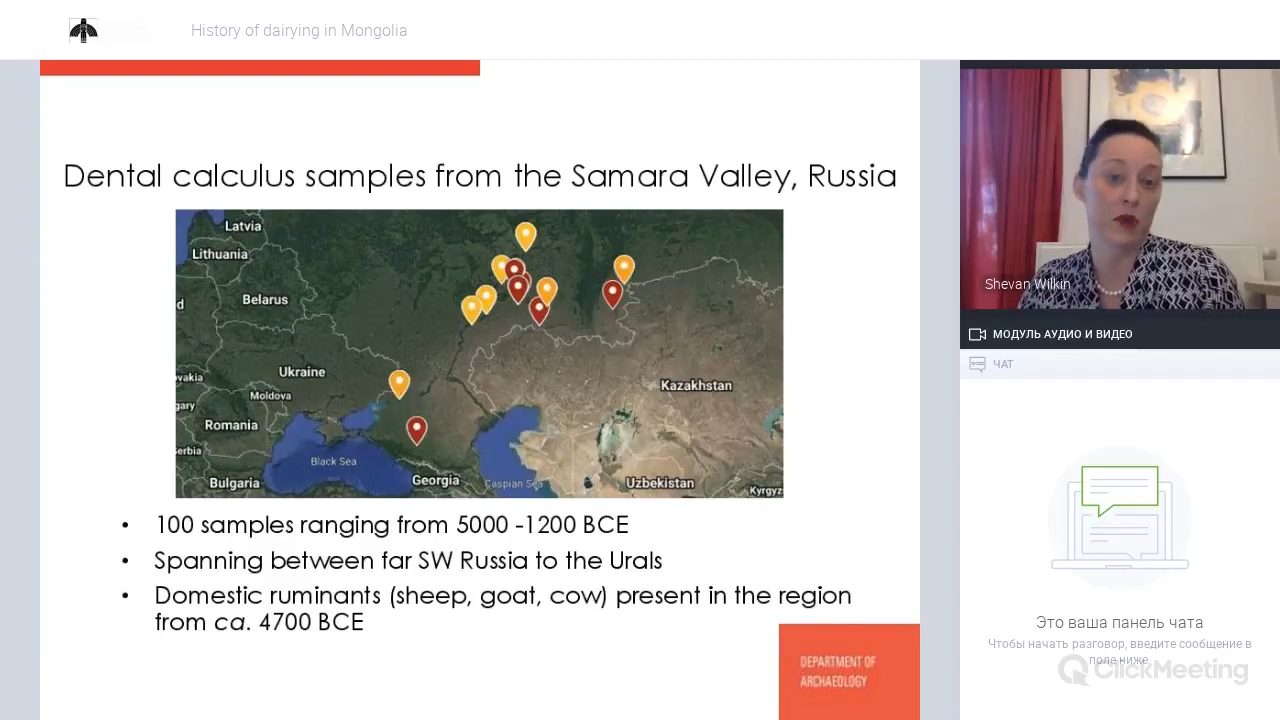 History of dairying in Mongolia
Dental calculus samples from the Samara Valley, Russia
Latvia
Lithuania
d
Belarus
Ukraine
vakia
Moldova
gary
Romania
Serbia
Black Sea
Bulgaria
Georgia
Caspian Sea
Kazakhstan
Uzbekistan
Kyrgyz
• 100 samples ranging from 5000 -1200 BCE
• Spanning between far SW Russia to the Urals
• Domestic ruminants (sheep, goat, cow) present in the region
from ca. 4700 BCE
DEPARTMENT OF
ARCHAEOLOGY
Shevan Wilkin
МОДУЛЬ АУДИО И ВИДЕО
ЧАТ
Это ваша панель чата
Чтобы начать разговор, введите сообщение в
поле ниже
ClickMeeting